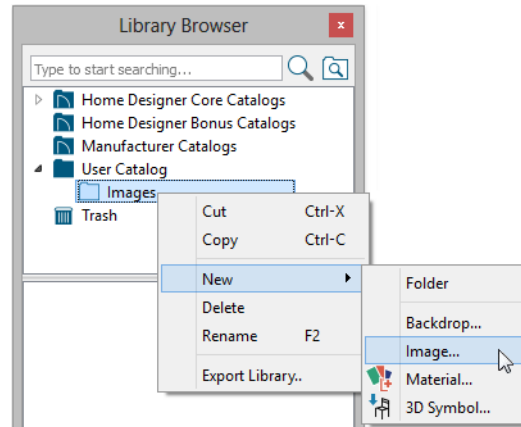 Library Browser
x
Type to start searching...
Home Designer Core Catalogs
Home Designer Bonus Catalogs
Manufacturer Catalogs
User Catalog
Images
Trash
Cut Ctrl-X
Copy Ctrl-C
New
Delete
Rename F2
Export Library..
Folder
Backdrop...
Image...
Material...
3D Symbol...